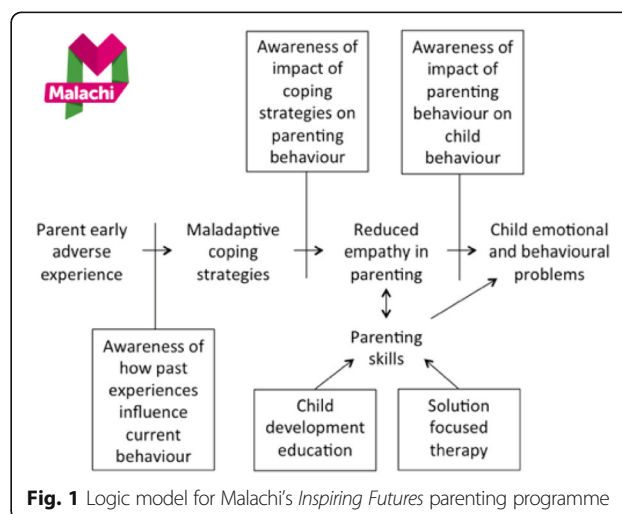 Malachi
Awareness of
impact of
coping
strategies on
parenting
behaviour
Awareness of
impact of
parenting
behaviour on
child
behaviour
Parent early
adverse
experience
Maladaptive
coping
strategies
Reduced
empathy in
parenting
Child emotional
and behavioural
problems
Parenting
skills
Awareness of
how past
experiences
influence
current
behaviour
Child
development
education
Solution
focused
therapy
Fig. 1 Logic model for Malachi's Inspiring Futures parenting programme